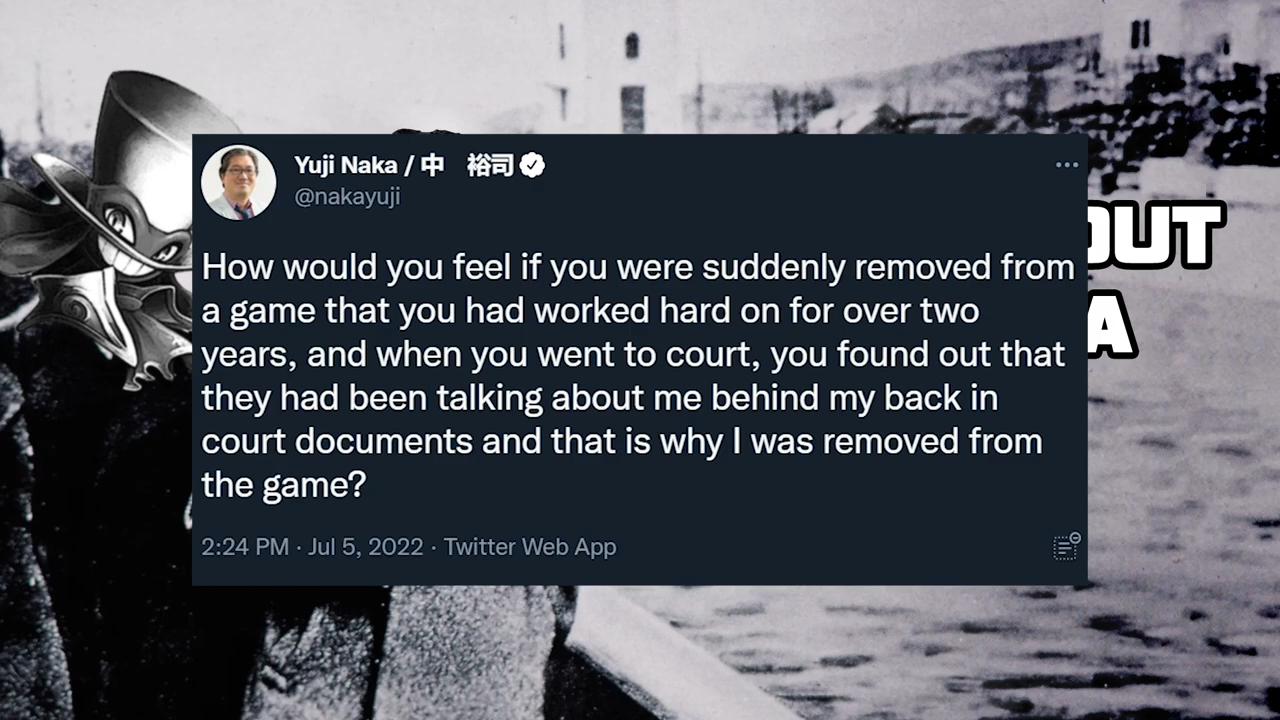 Yuji Naka / 中　裕司
@nakayuji
How would you feel if you were suddenly removed from
a game that you had worked hard on for over two
years, and when you went to court, you found out that
they had been talking about me behind my back in
court documents and that is why I was removed from
the game?
2:24 PM · Jul 5, 2022 · Twitter Web App